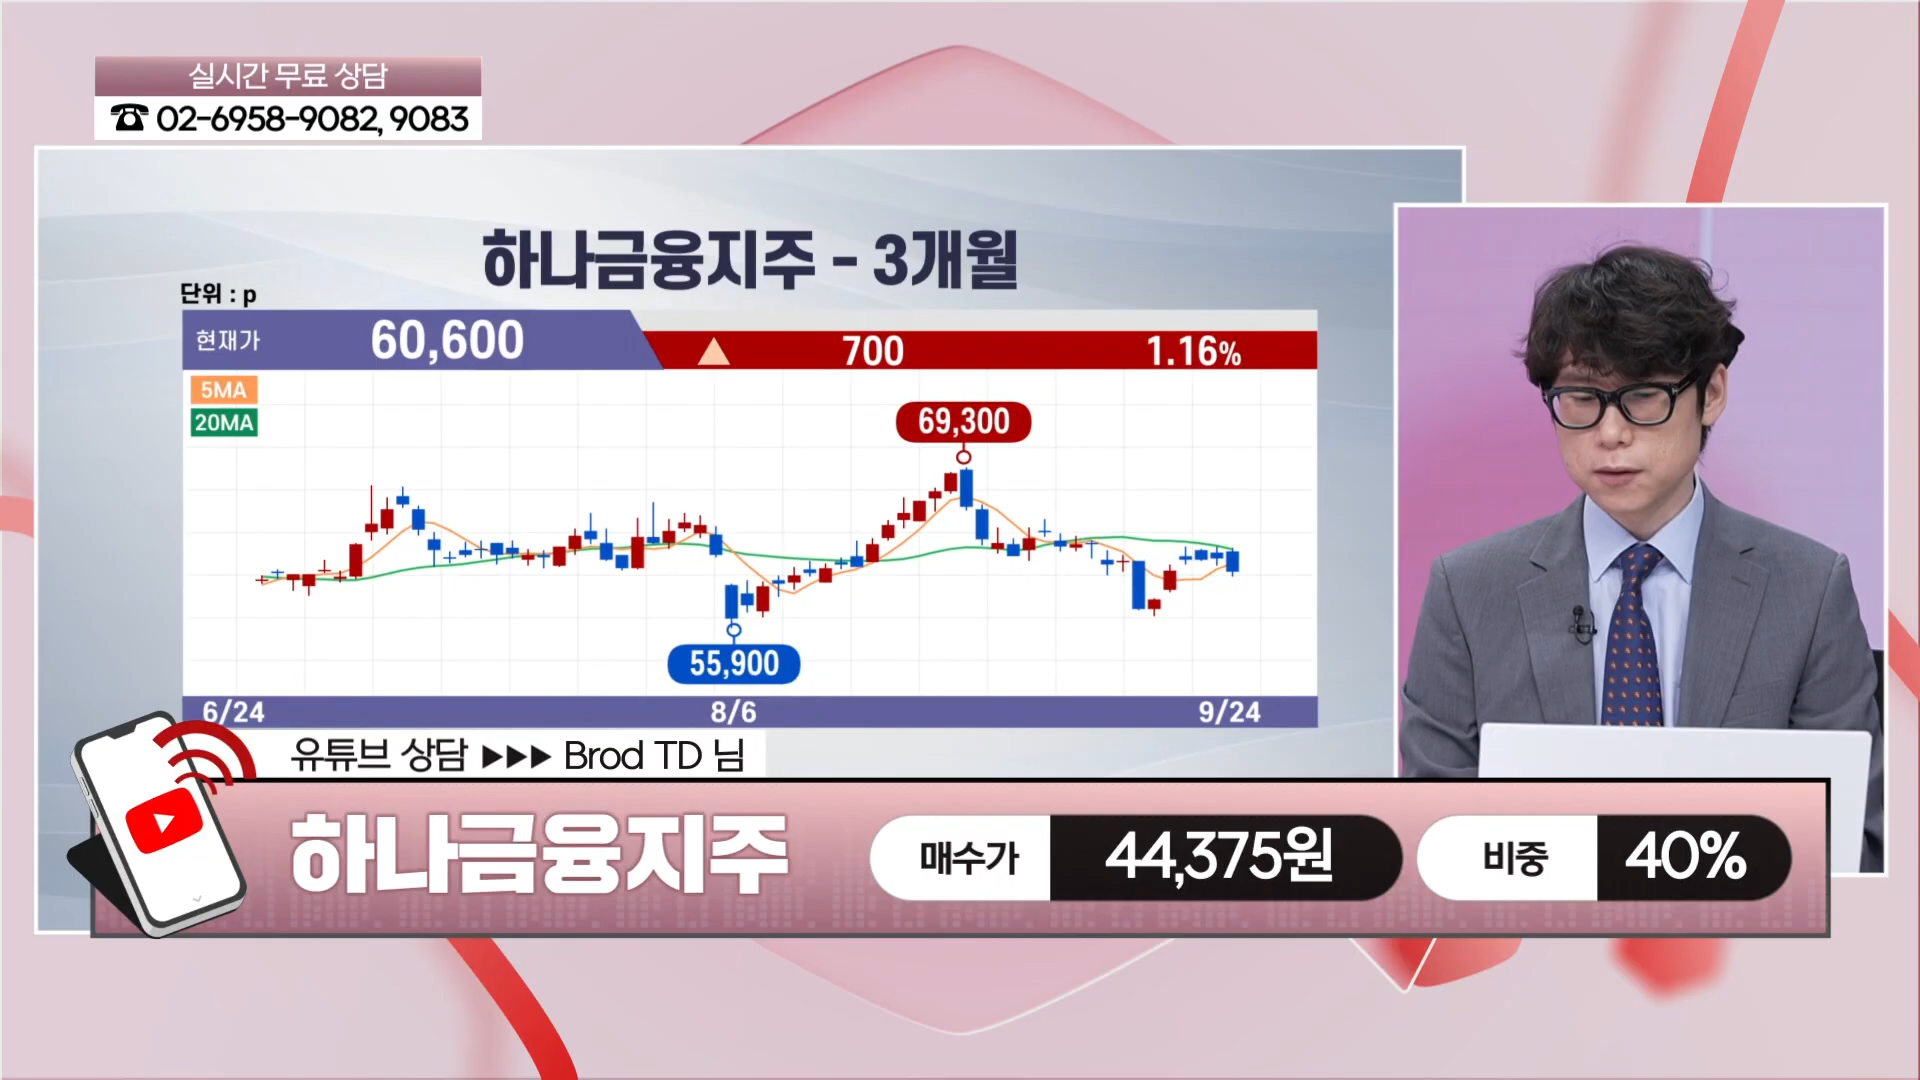 실시간 무료 상담
☎ 02-6958-9082, 9083
하나금융지주 - 3개월
단위 : p
현재가 60,600 ▲ 700 1.16%
5MA
20MA
69,300
55,900
6/24 8/6 9/24
유튜브 상담 ▶▶▶ Brod TD 님
하나금융지주 매수가 44,375원 비중 40%